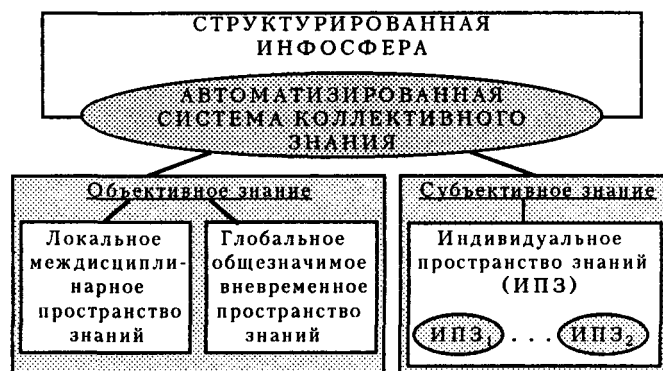 СТРУКТУРИРОВАННАЯ
ИНФОСФЕРА
АВТОМАТИЗИРОВАННАЯ
СИСТЕМА КОЛЛЕКТИВНОГО
ЗНАНИЯ
Объективное знание
Локальное
междисципли-
нарное
пространство
знаний
Глобальное
общезначимое
вневременное
пространство
знаний
Субъективное знание
Индивидуальное
пространство знаний
(ИПЗ)
ИПЗ₁ . . . ИПЗ₂